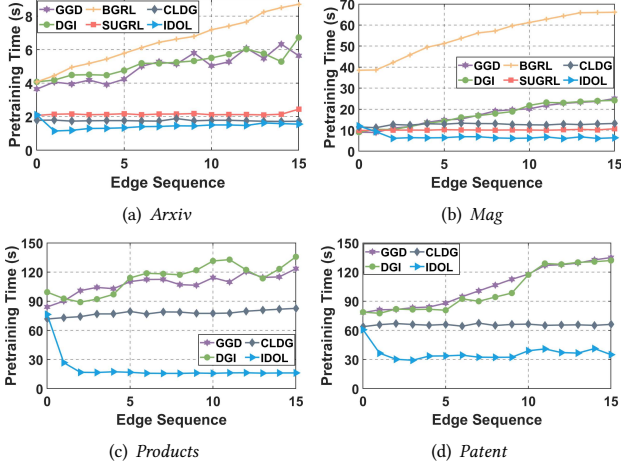 GGD BGRL CLDG
DGI SUGRL IDOL
Pretraining Time (s)
8
6
4
2
0
0 5 10 15
Edge Sequence
(a) Arxiv
70
60
50
40
30
20
10
0
Pretraining Time (s)
GGD BGRL CLDG
DGI SUGRL IDOL
0 5 10 15
Edge Sequence
(b) Mag
150
120
90
60
30
0
Pretraining Time (s)
GGD CLDG
DGI IDOL
0 5 10 15
Edge Sequence
(c) Products
150
120
90
60
30
0
Pretraining Time (s)
GGD CLDG
DGI IDOL
0 5 10 15
Edge Sequence
(d) Patent